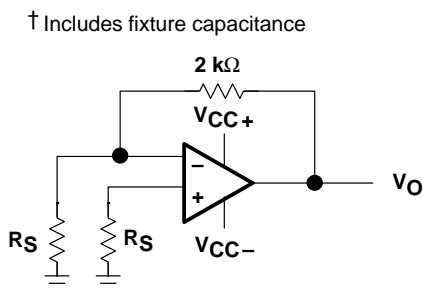 † Includes fixture capacitance
2 kΩ
VCC+
−
+
VO
RS
RS
VCC−